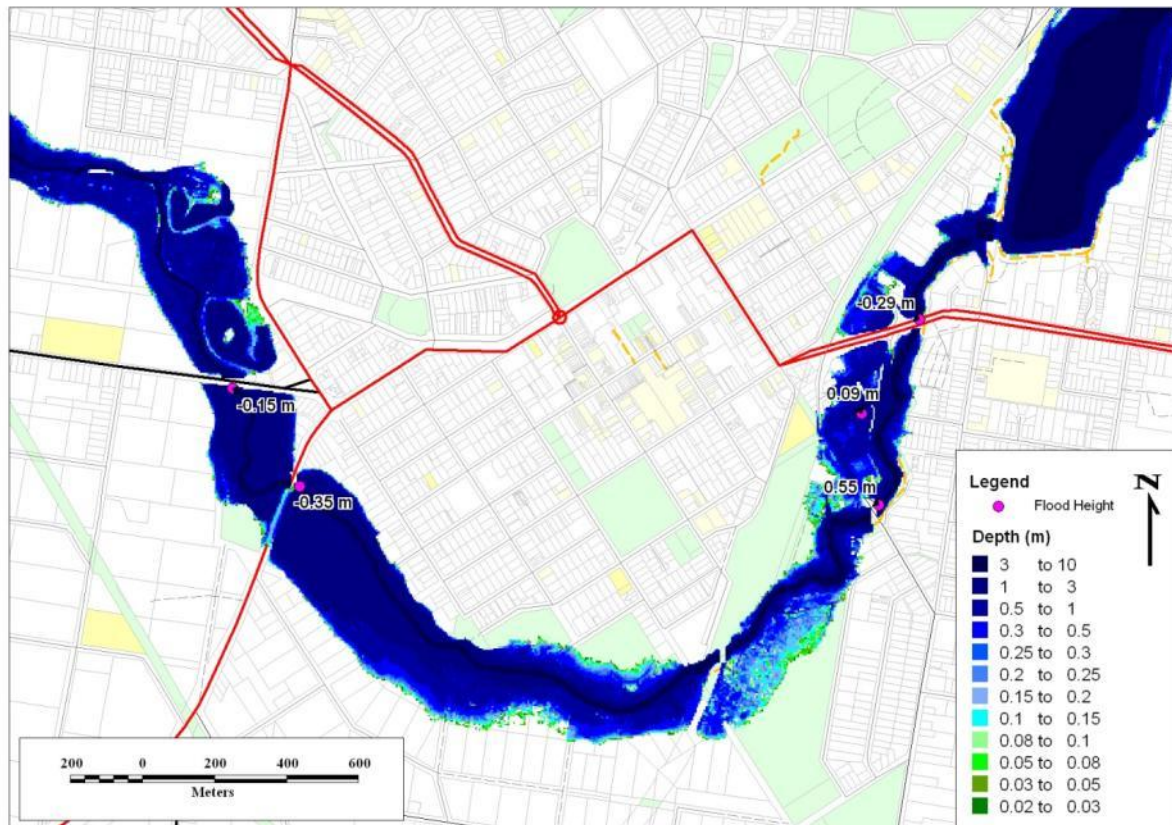 -0.29 m
0.09 m
-0.15 m
0.55 m
-0.35 m
N
Legend
Flood Height
Depth (m)
3 to 10
1 to 3
0.5 to 1
0.3 to 0.5
0.25 to 0.3
0.2 to 0.25
0.15 to 0.2
0.1 to 0.15
0.08 to 0.1
0.05 to 0.08
0.03 to 0.05
0.02 to 0.03
200 0 200 400 600
Meters